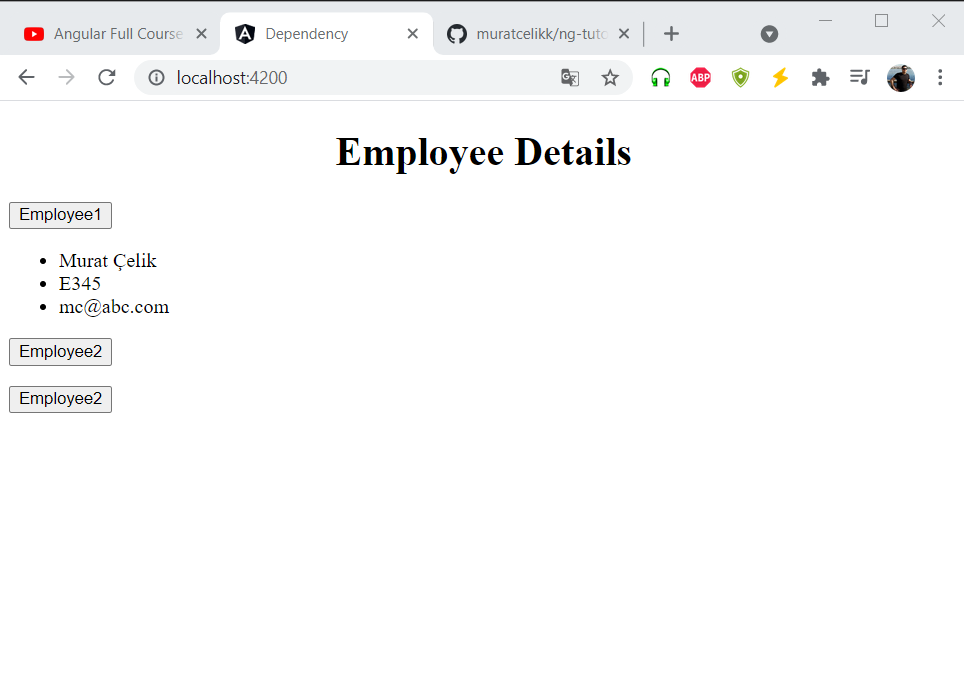 Angular Full Course
Dependency
muratcelikk/ng-tuto
localhost:4200
ABP
Employee Details
Employee1
Murat Çelik
E345
mc@abc.com
Employee2
Employee2